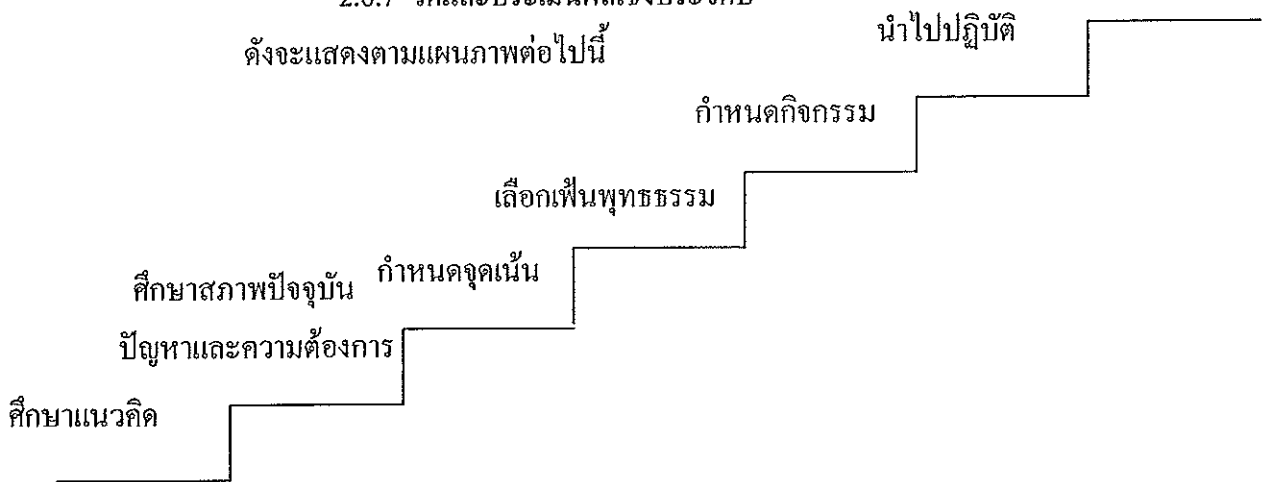 ดังจะแสดงตามแผนภาพต่อไปนี้
นำไปปฏิบัติ
กำหนดกิจกรรม
เลือกเฟ้นพุทธธรรม
กำหนดจุดเน้น
ศึกษาสภาพปัจจุบัน
ปัญหาและความต้องการ
ศึกษาแนวคิด